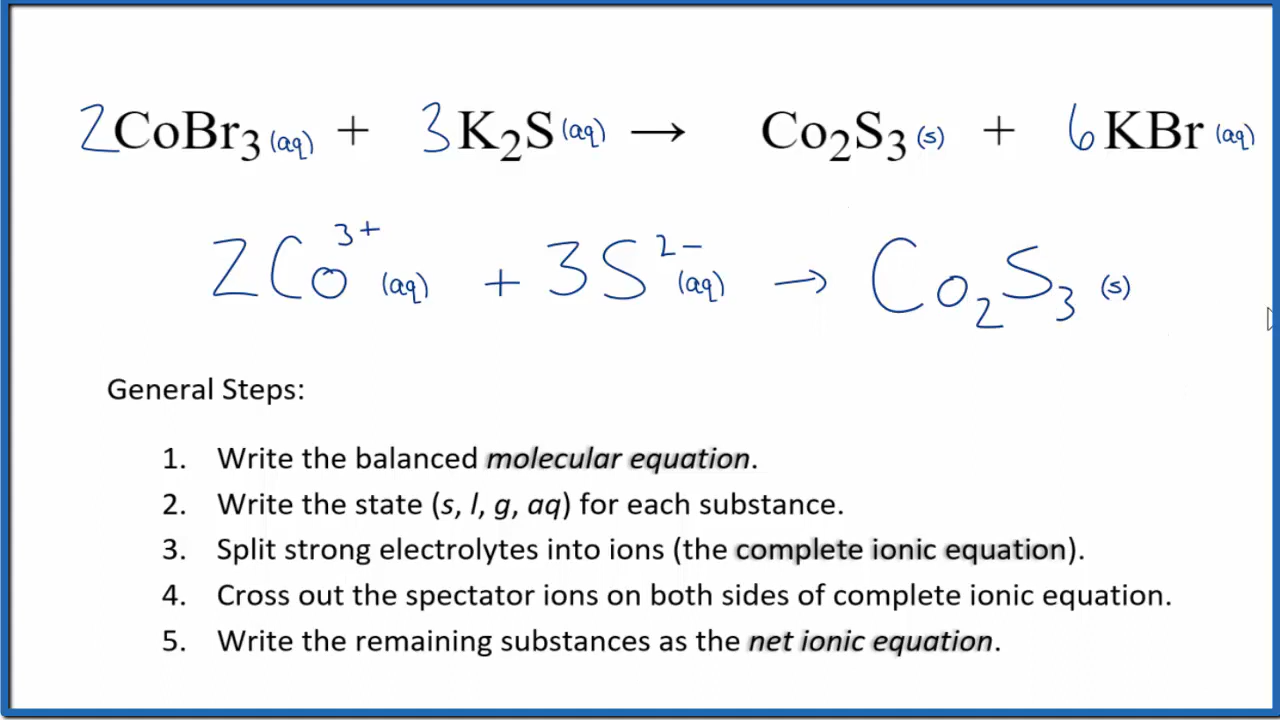 2CoBr₃(aq) + 3K₂S(aq) → Co₂S₃(s) + 6KBr(aq)
2Co³⁺(aq) + 3S²⁻(aq) → Co₂S₃(s)
General Steps:
1. Write the balanced molecular equation.
2. Write the state (s, l, g, aq) for each substance.
3. Split strong electrolytes into ions (the complete ionic equation).
4. Cross out the spectator ions on both sides of complete ionic equation.
5. Write the remaining substances as the net ionic equation.